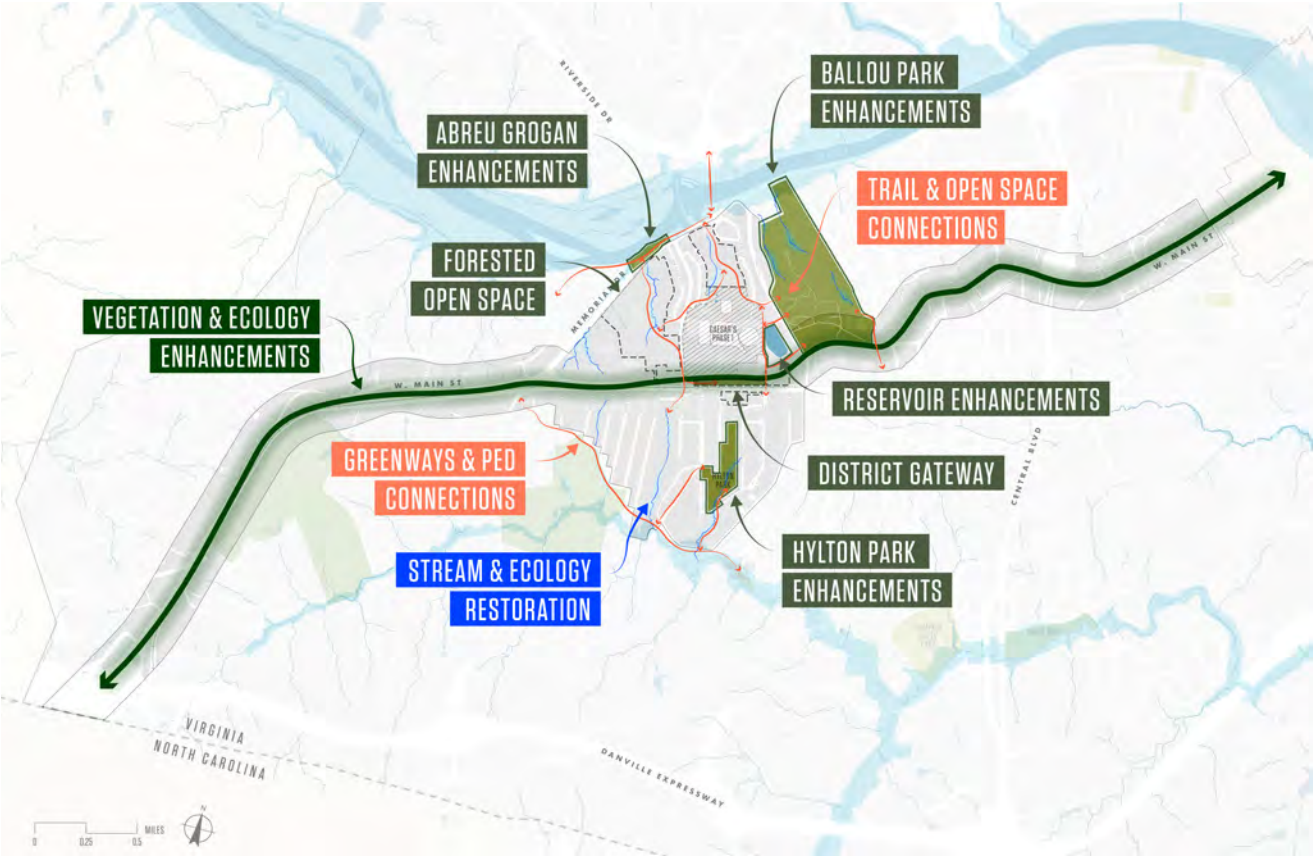 RIVERSIDE DR
BALLOU PARK
ENHANCEMENTS
ABREU GROGAN
ENHANCEMENTS
TRAIL & OPEN SPACE
CONNECTIONS
FORESTED
OPEN SPACE
MEMORIAL DR
W. MAIN ST
VEGETATION & ECOLOGY
ENHANCEMENTS
CAESAR'S
PHASE 1
W. MAIN ST
RESERVOIR ENHANCEMENTS
GREENWAYS & PED
CONNECTIONS
DISTRICT GATEWAY
CENTRAL BLVD
HYLTON
PARK
STREAM & ECOLOGY
RESTORATION
HYLTON PARK
ENHANCEMENTS
VIRGINIA
NORTH CAROLINA
DANVILLE EXPRESSWAY
N
MILES
0 0.25 0.5